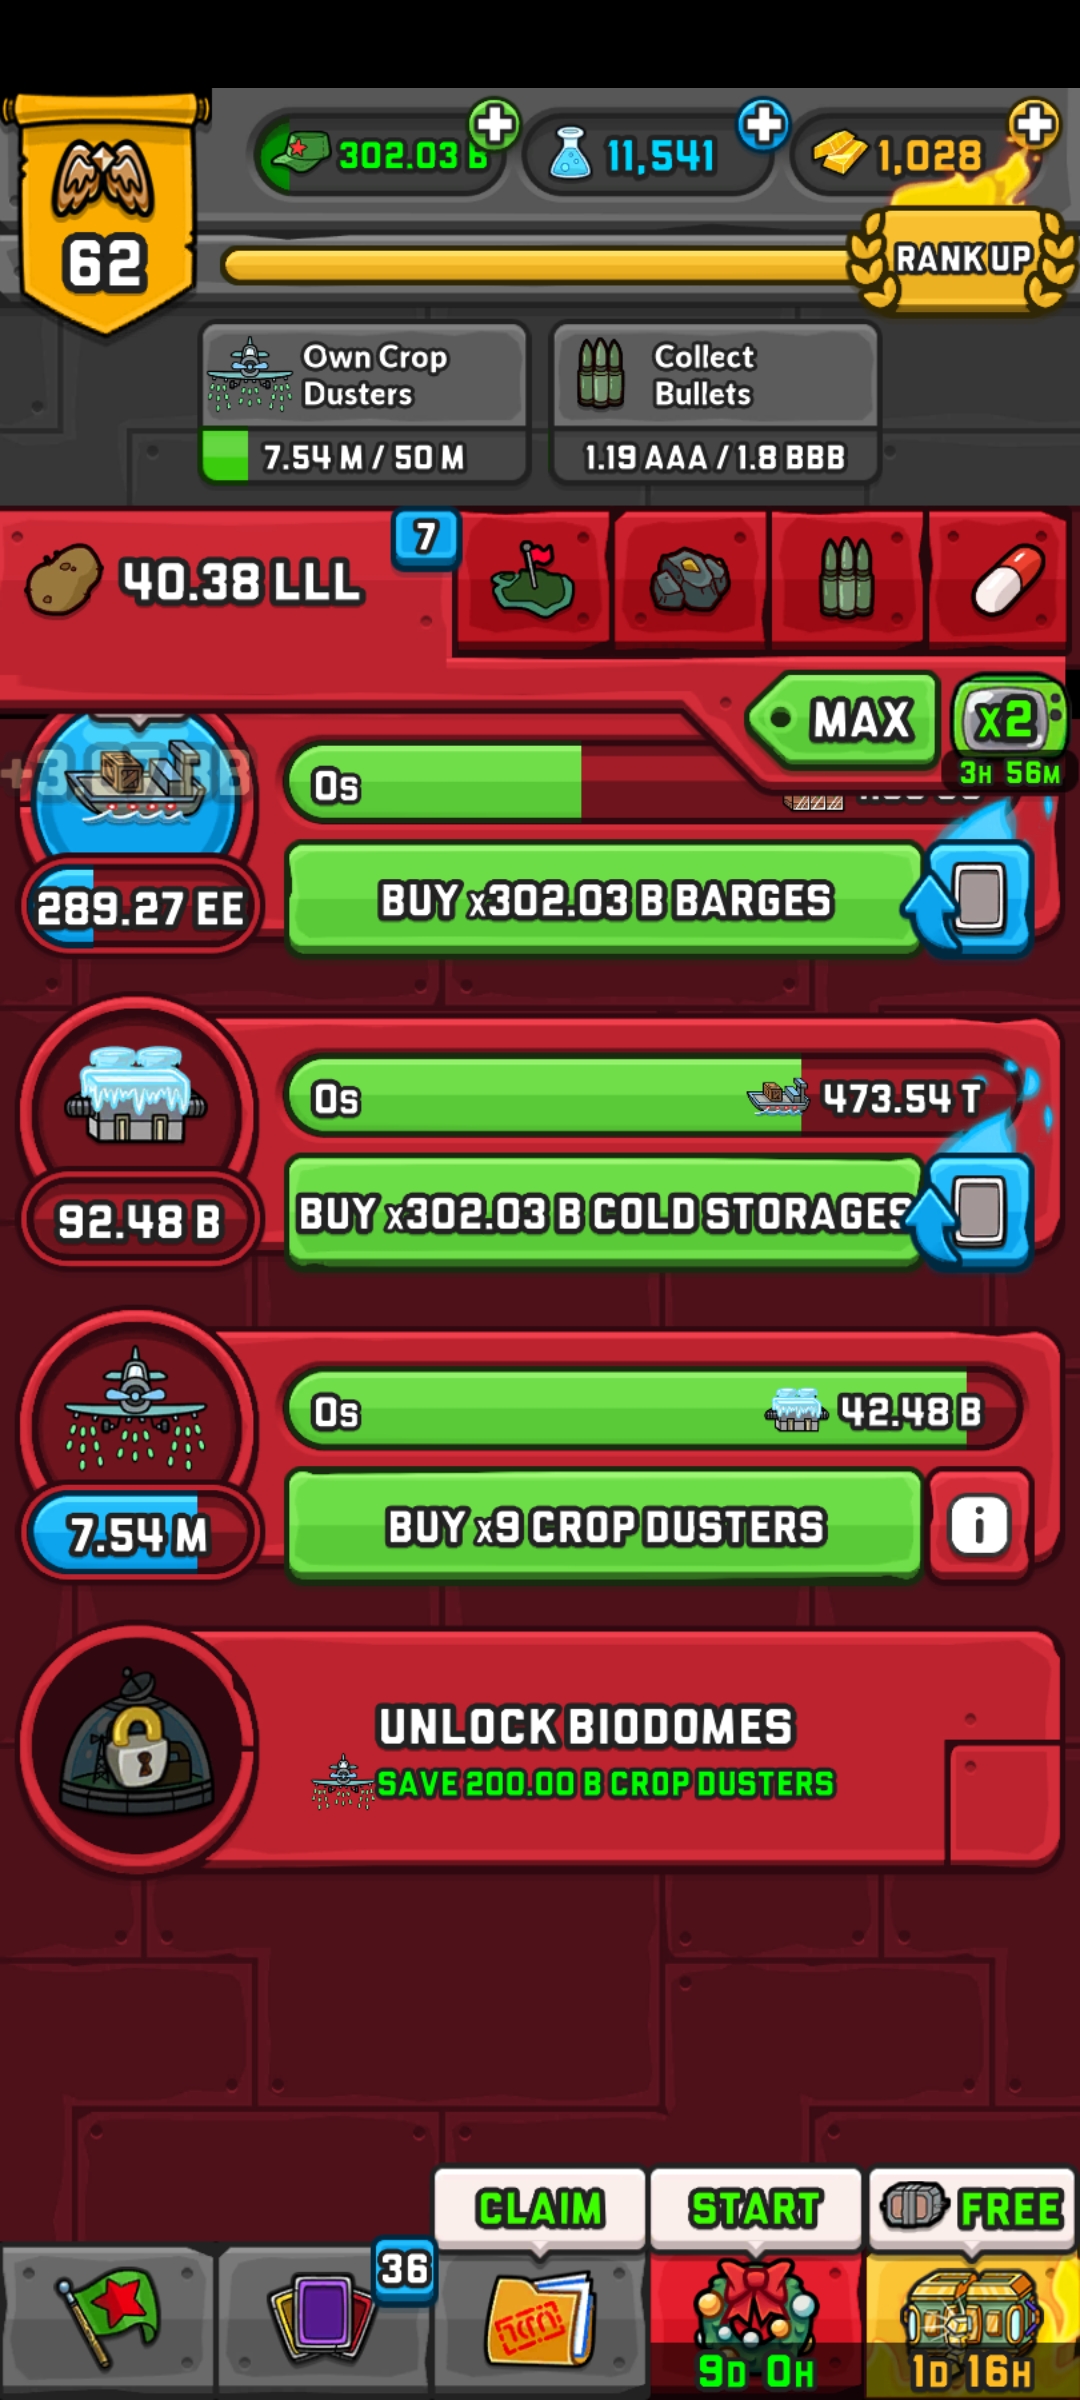 302.03 B
11,541
1,028
62
RANK UP
Own Crop
Dusters
7.54 M / 50 M
Collect
Bullets
1.19 AAA / 1.8 BBB
40.38 LLL
7
MAX
x2
3H 56M
0s
289.27 EE
BUY x302.03 B BARGES
0s
473.54 T
92.48 B
BUY x302.03 B COLD STORAGES
0s
42.48 B
7.54 M
BUY x9 CROP DUSTERS
i
UNLOCK BIODOMES
SAVE 200.00 B CROP DUSTERS
CLAIM
START
FREE
36
9D 0H
1D 16H